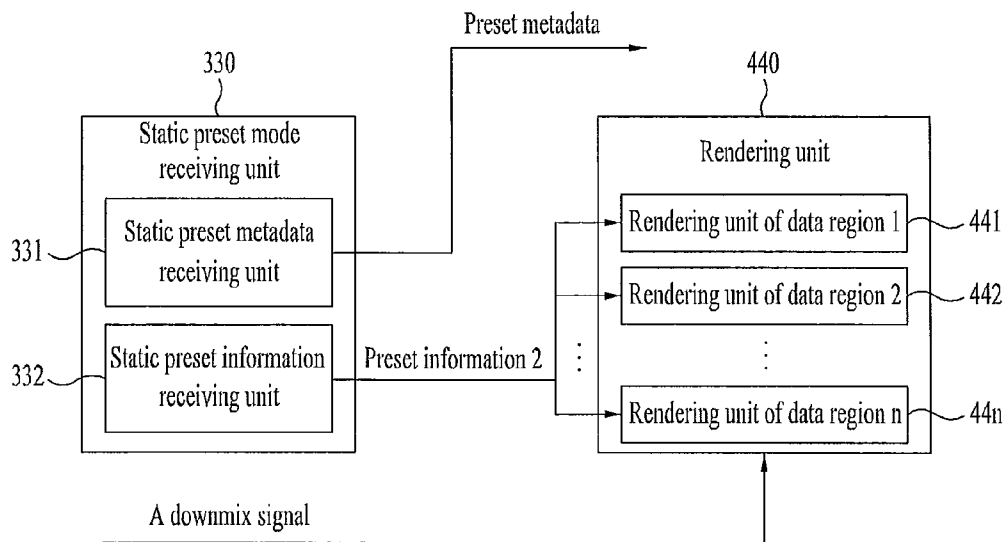 Preset metadata
330
440
Static preset mode
receiving unit
Rendering unit
Static preset metadata
receiving unit
331
Rendering unit of data region 1
441
Rendering unit of data region 2
442
Static preset information
receiving unit
332
Preset information 2
⋮
⋮
Rendering unit of data region n
44n
A downmix signal